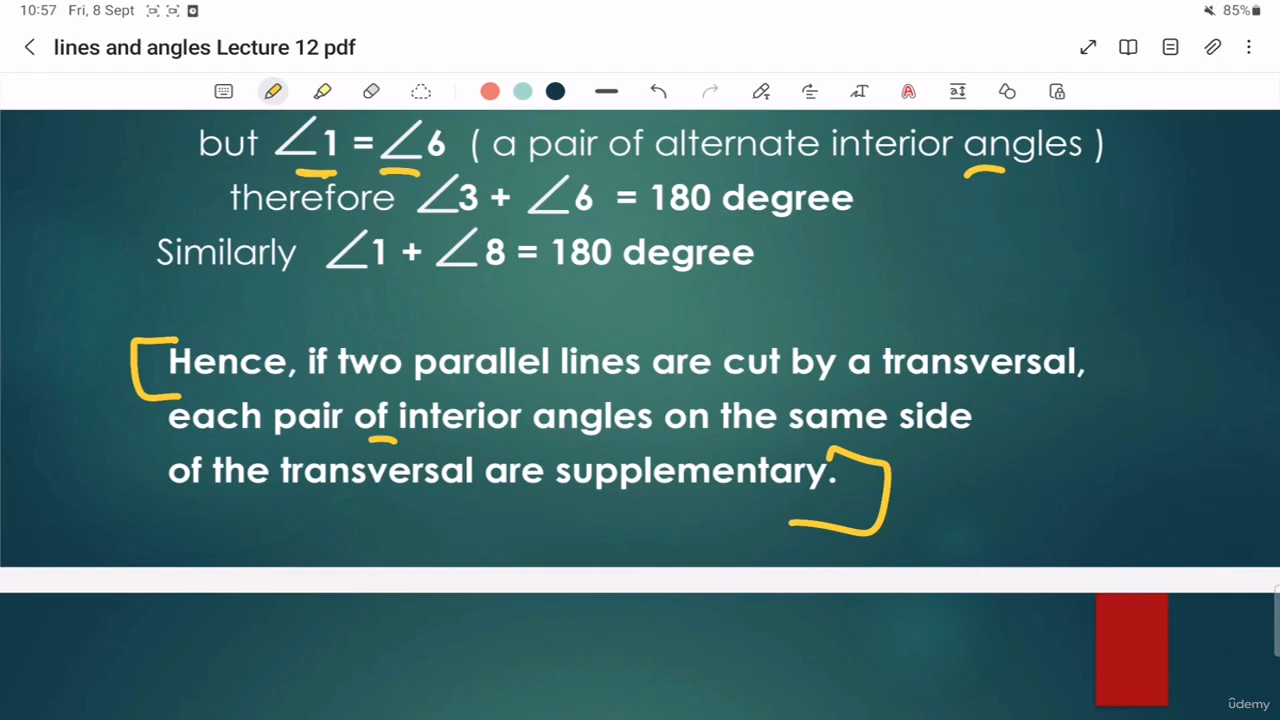 10:57 Fri, 8 Sept 85%
lines and angles Lecture 12 pdf
but ∠1 = ∠6 ( a pair of alternate interior angles )
therefore ∠3 + ∠6 = 180 degree
Similarly ∠1 + ∠8 = 180 degree
Hence, if two parallel lines are cut by a transversal,
each pair of interior angles on the same side
of the transversal are supplementary.
ûdemy